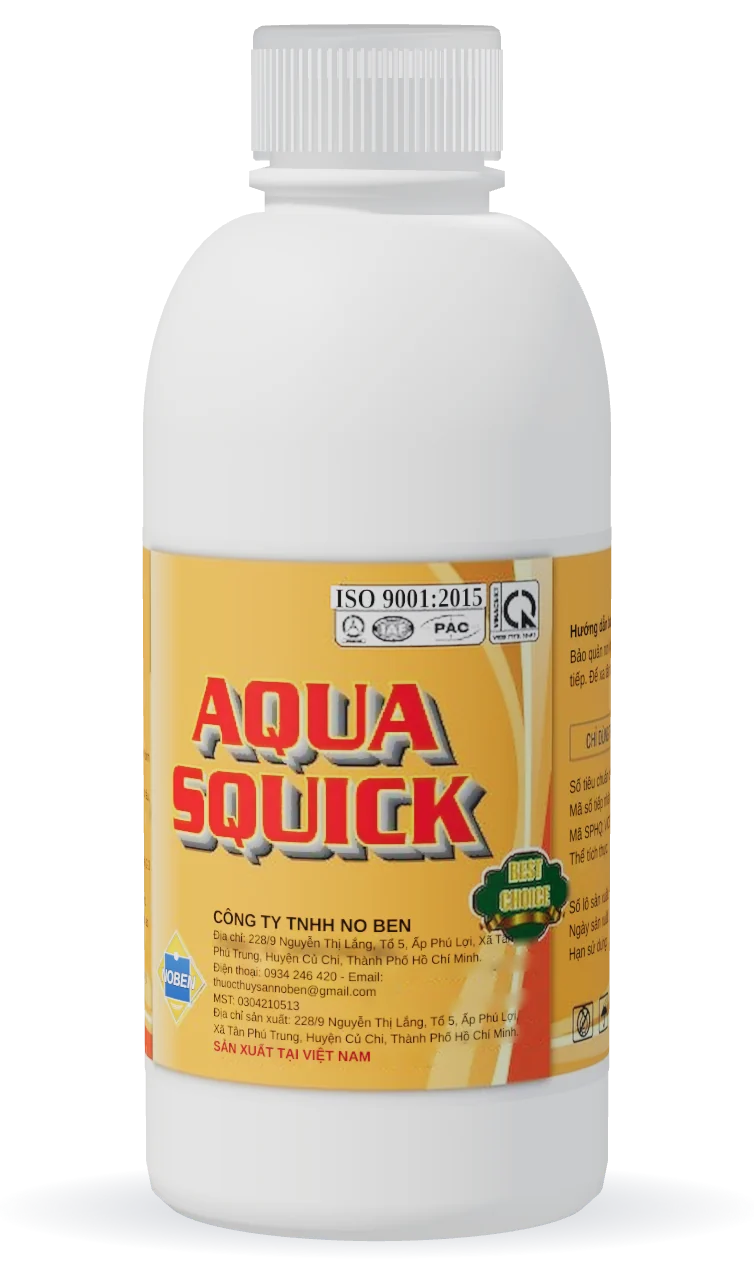 ISO 9001:2015
PAC
AQUA
SQUICK
BEST
CHOICE
CÔNG TY TNHH NO BEN
Địa chỉ: 228/9 Nguyễn Thị Lắng, Tổ 5, Ấp Phú Lợi, Xã Tân
Phú Trung, Huyện Củ Chi, Thành Phố Hồ Chí Minh.
Điện thoại: 0934 246 420 - Email:
thuocthuysannoben@gmail.com
MST: 0304210513
Địa chỉ sản xuất: 228/9 Nguyễn Thị Lắng, Tổ 5, Ấp Phú Lợi,
Xã Tân Phú Trung, Huyện Củ Chi, Thành Phố Hồ Chí Minh.
SẢN XUẤT TẠI VIỆT NAM
NOBEN
Hướng dẫn
Bảo quản
tiếp. Để xa
CHỈ DÙNG
Số tiêu chuẩn
Mã số tiếp
Mã SPHQ:
Thể tích thực
Số lô sản xuất
Ngày sản xuất
Hạn sử dụng